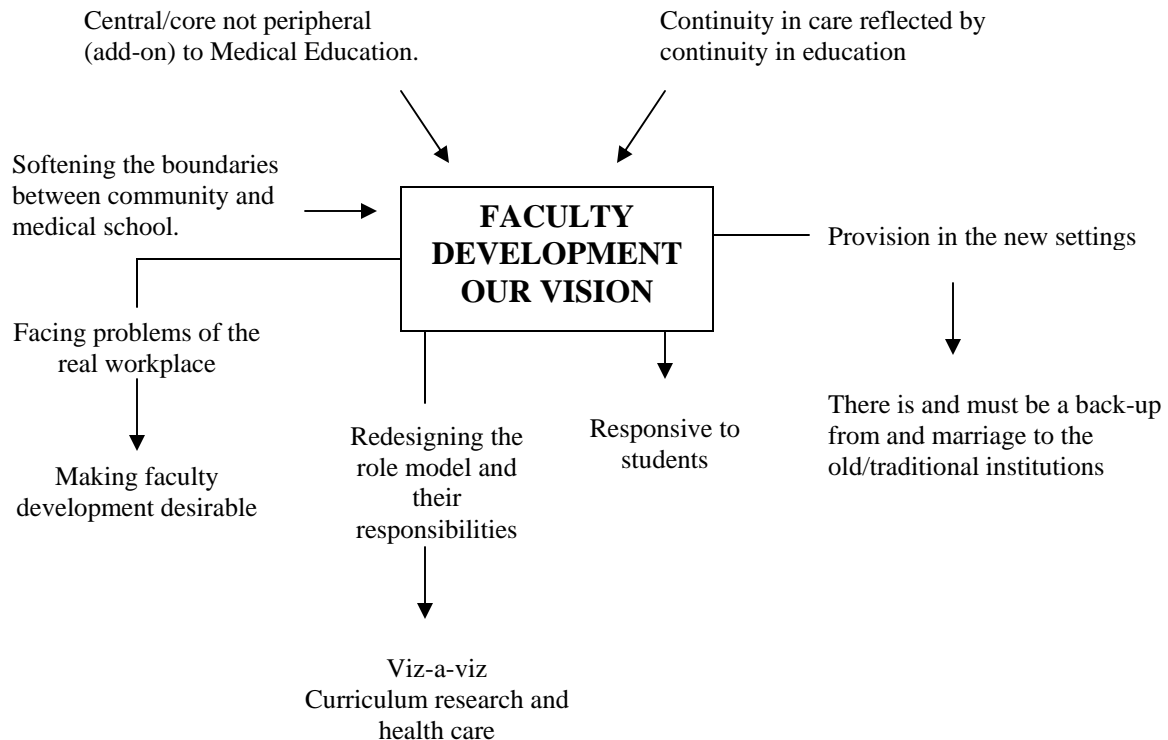 Central/core not peripheral
(add-on) to Medical Education.
Continuity in care reflected by
continuity in education
Softening the boundaries
between community and
medical school.
FACULTY
DEVELOPMENT
OUR VISION
Provision in the new settings
Facing problems of the
real workplace
Making faculty
development desirable
Redesigning the
role model and
their
responsibilities
Responsive to
students
There is and must be a back-up
from and marriage to the
old/traditional institutions
Viz-a-viz
Curriculum research and
health care